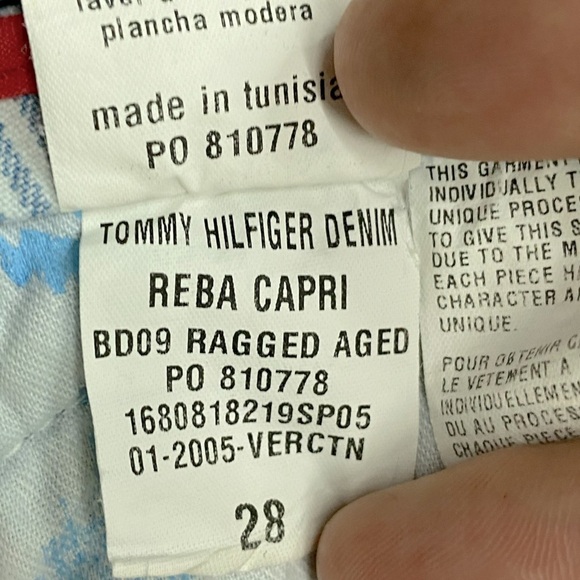 plancha modera
made in tunisia
PO 810778
TOMMY HILFIGER DENIM
REBA CAPRI
BD09 RAGGED AGED
PO 810778
1680818219SP05
01-2005-VERCTN
28
THIS GARMENT
INDIVIDUALLY T
UNIQUE PROCE
TO GIVE THIS S
DUE TO THE M
EACH PIECE HA
CHARACTER A
UNIQUE.
POUR OBTENIR C
LE VETEMENT A
INDIVIDUELLEMEN
OU AU PROCES
CHAQUE PIECE